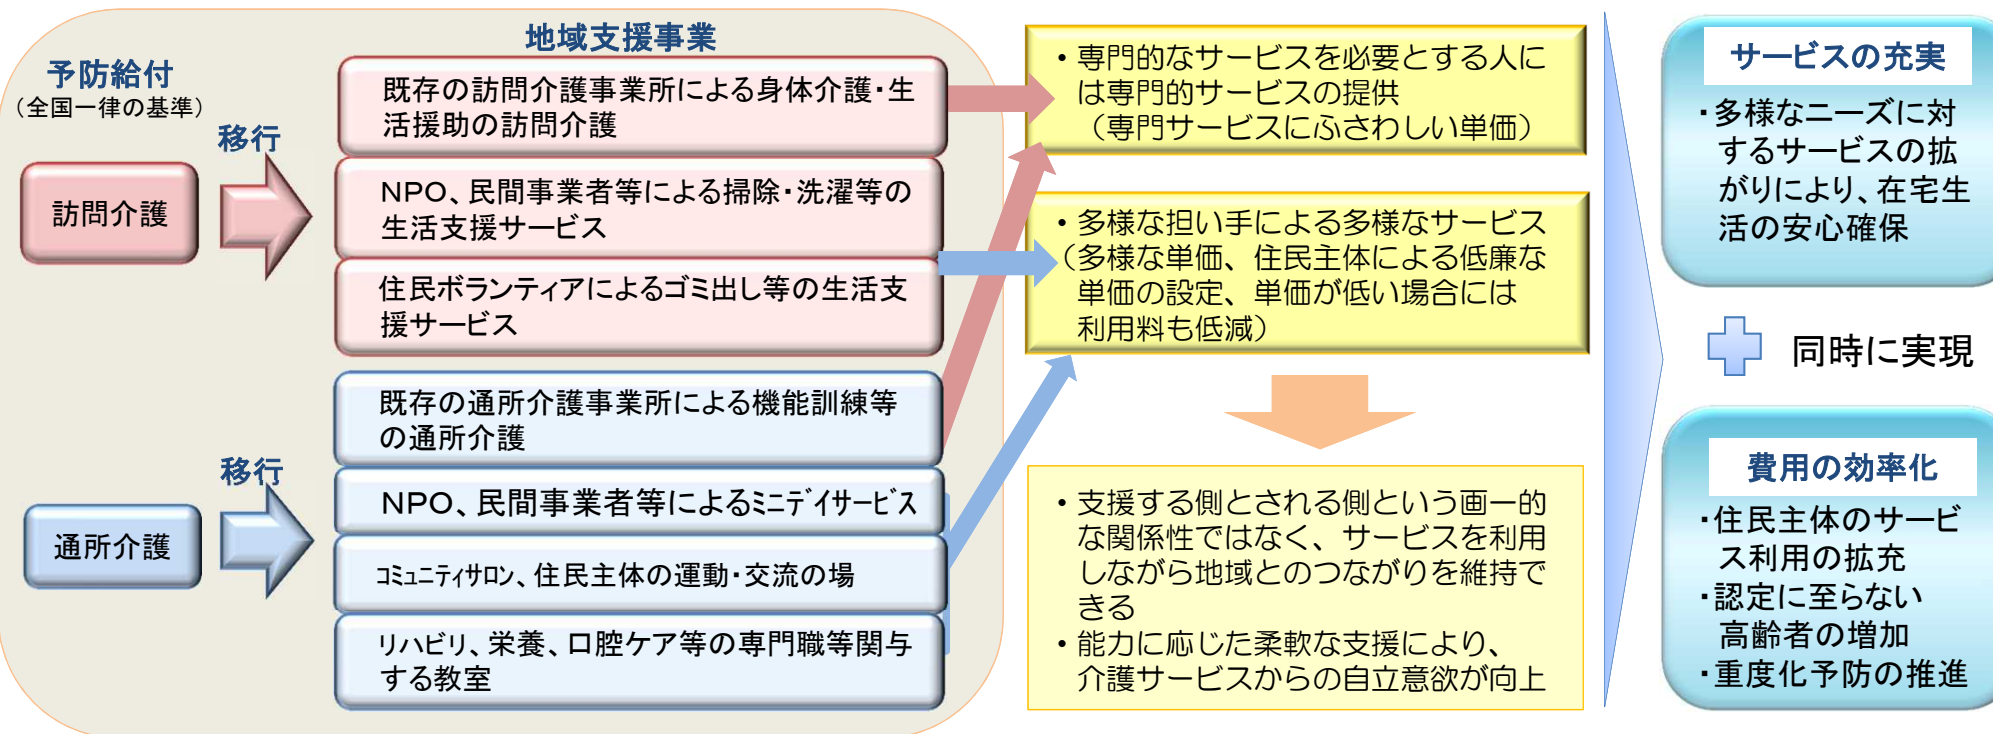 予防給付
(全国一律の基準)
移行
訪問介護
移行
通所介護
地域支援事業
既存の訪問介護事業所による身体介護・生
活援助の訪問介護
NPO、民間事業者等による掃除・洗濯等の
生活支援サービス
住民ボランティアによるゴミ出し等の生活支
援サービス
既存の通所介護事業所による機能訓練等
の通所介護
NPO、民間事業者等によるミニデイサービス
コミュニティサロン、住民主体の運動・交流の場
リハビリ、栄養、口腔ケア等の専門職等関与
する教室
・専門的なサービスを必要とする人に
は専門的サービスの提供
(専門サービスにふさわしい単価)
・多様な担い手による多様なサービス
(多様な単価、住民主体による低廉な
単価の設定、単価が低い場合には
利用料も低減)
・支援する側とされる側という画一的
な関係性ではなく、サービスを利用
しながら地域とのつながりを維持で
きる
・能力に応じた柔軟な支援により、
介護サービスからの自立意欲が向上
サービスの充実
・多様なニーズに対
するサービスの拡
がりにより、在宅生
活の安心確保
同時に実現
費用の効率化
・住民主体のサービ
ス利用の拡充
・認定に至らない
高齢者の増加
・重度化予防の推進